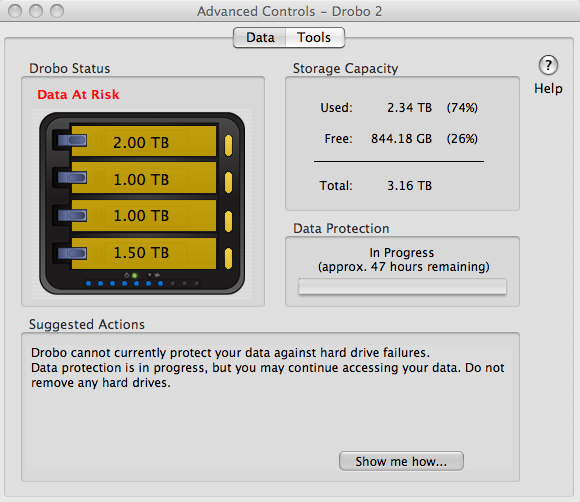 Advanced Controls – Drobo 2
Data Tools
Drobo Status
Data At Risk
2.00 TB
1.00 TB
1.00 TB
1.50 TB
Storage Capacity
Used: 2.34 TB (74%)
Free: 844.18 GB (26%)
Total: 3.16 TB
?
Help
Data Protection
In Progress
(approx. 47 hours remaining)
Suggested Actions
Drobo cannot currently protect your data against hard drive failures.
Data protection is in progress, but you may continue accessing your data. Do not
remove any hard drives.
Show me how...